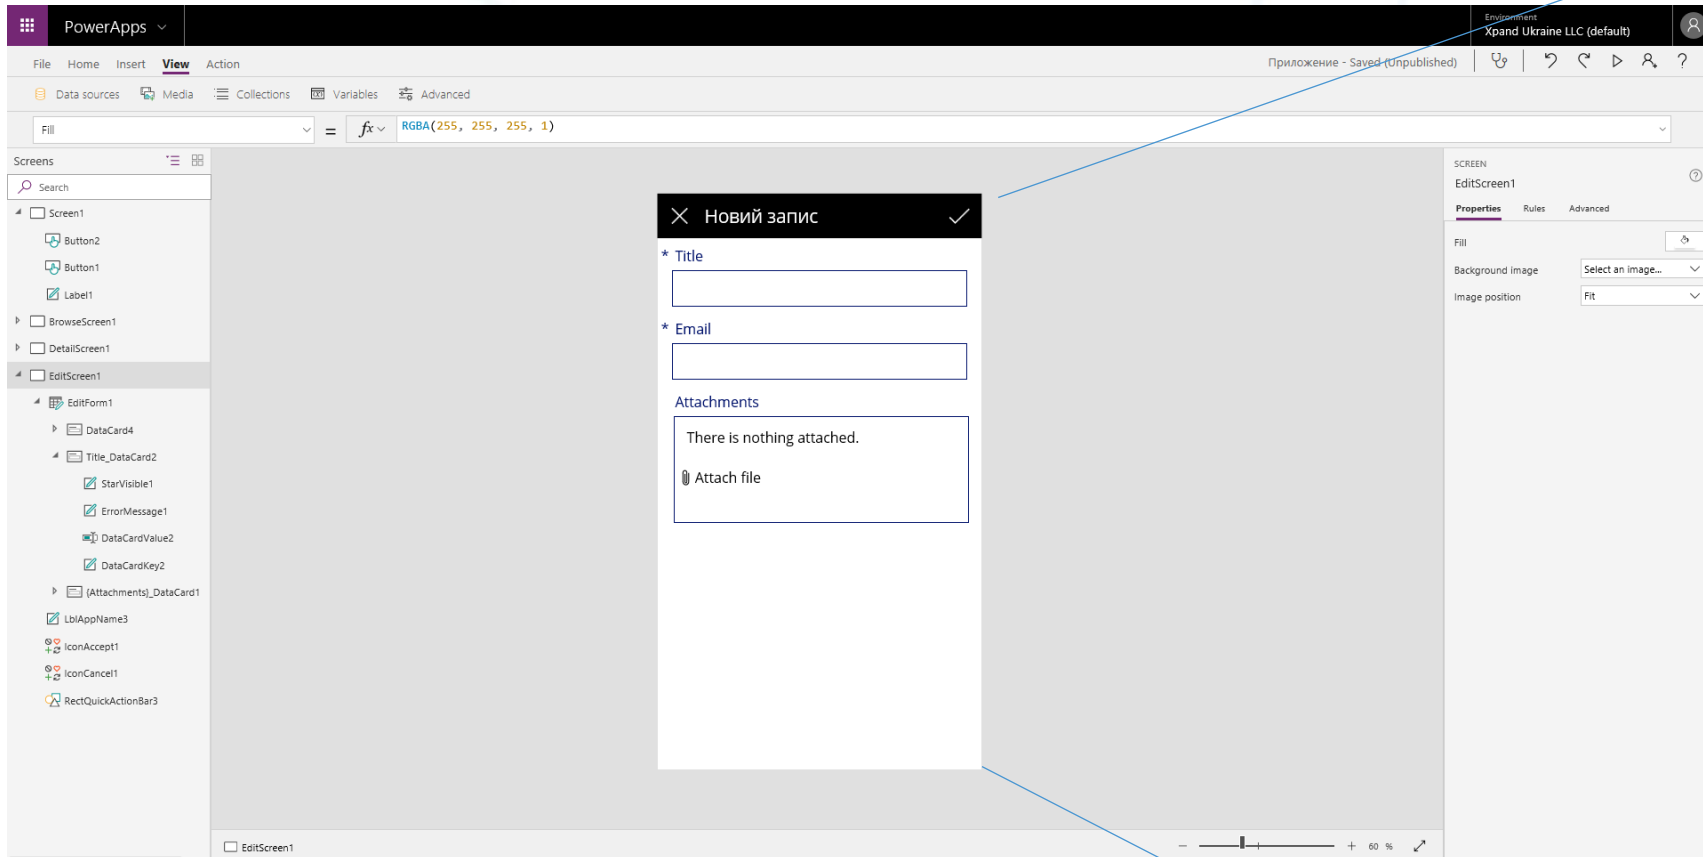 PowerApps
Environment
Xpand Ukraine LLC (default)
File Home Insert View Action
Приложение - Saved (Unpublished)
Data sources Media Collections Variables Advanced
Fill = fx RGBA(255, 255, 255, 1)
Screens
Search
Screen1
Button2
Button1
Label1
BrowseScreen1
DetailScreen1
EditScreen1
EditForm1
DataCard4
Title_DataCard2
StarVisible1
ErrorMessage1
DataCardValue2
DataCardKey2
{Attachments}_DataCard1
LblAppName3
IconAccept1
IconCancel1
RectQuickActionBar3
Новий запис
* Title
* Email
Attachments
There is nothing attached.
Attach file
SCREEN
EditScreen1
Properties Rules Advanced
Fill
Background image Select an image...
Image position Fit
EditScreen1
60 %